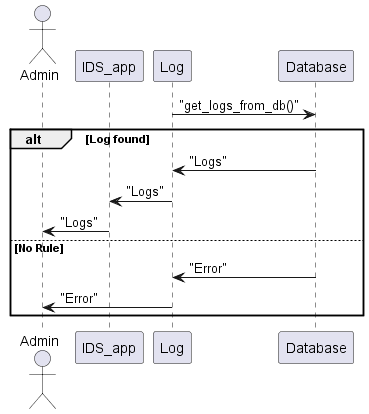 Admin
IDS_app
Log
Database
"get_logs_from_db()"
alt
[Log found]
"Logs"
"Logs"
"Logs"
[No Rule]
"Error"
"Error"
Admin
IDS_app
Log
Database